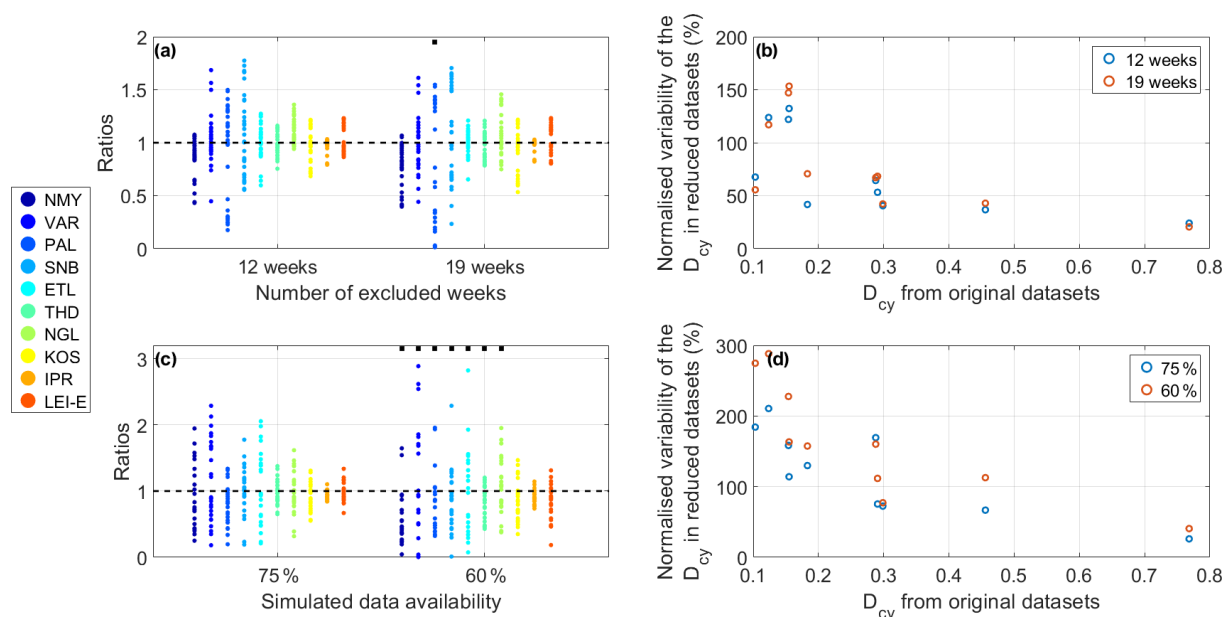 (a)
2
1.5
1
0.5
0
Ratios
12 weeks
19 weeks
Number of excluded weeks
(b)
200
150
100
50
0
Normalised variability of the
D_cy in reduced datasets (%)
12 weeks
19 weeks
0.1 0.2 0.3 0.4 0.5 0.6 0.7 0.8
D_cy from original datasets
NMY
VAR
PAL
SNB
ETL
THD
NGL
KOS
IPR
LEI-E
(c)
3
2
1
0
Ratios
75 %
60 %
Simulated data availability
(d)
300
200
100
0
Normalised variability of the
D_cy in reduced datasets (%)
75 %
60 %
0.1 0.2 0.3 0.4 0.5 0.6 0.7 0.8
D_cy from original datasets